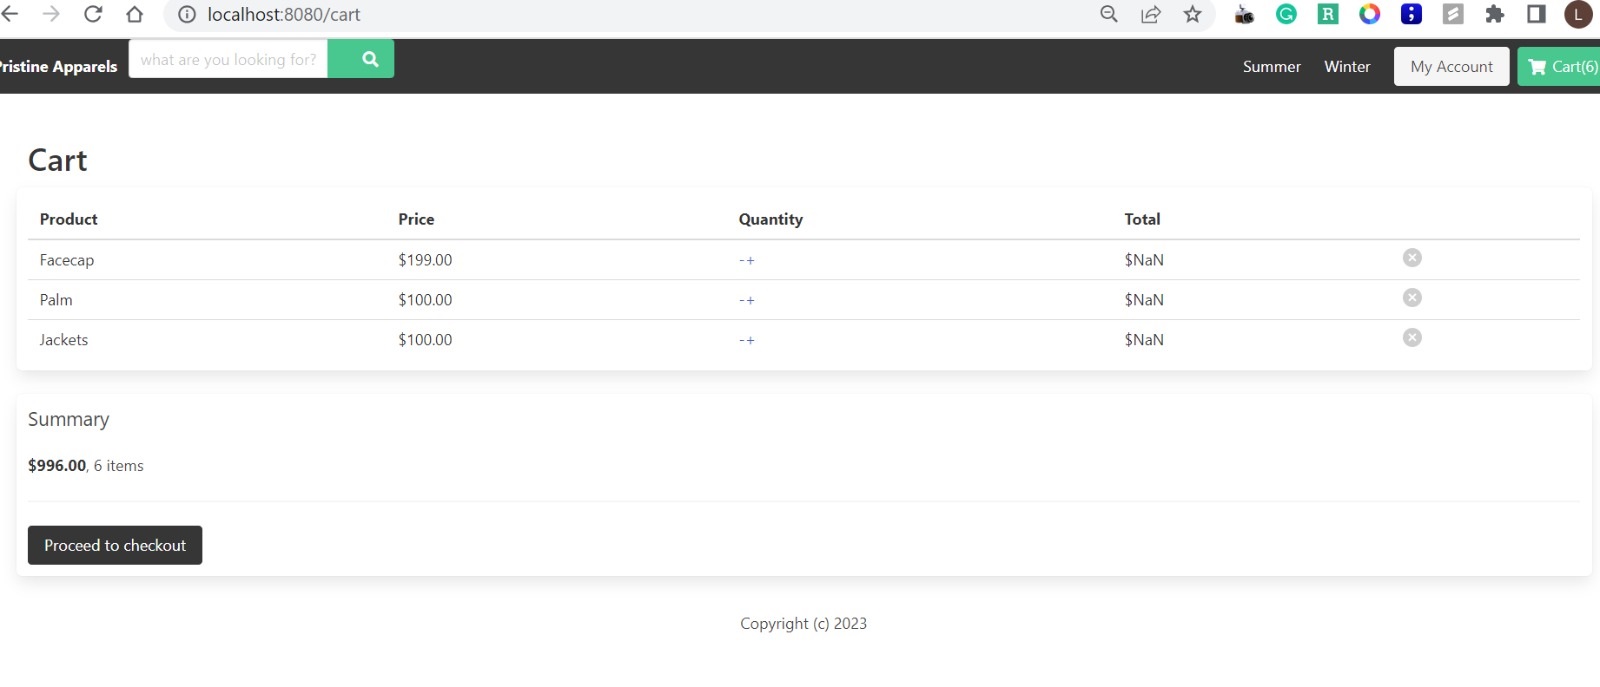 localhost:8080/cart
ristine Apparels what are you looking for? Summer Winter My Account Cart(6)
Cart
Product Price Quantity Total
Facecap $199.00 -+ $NaN
Palm $100.00 -+ $NaN
Jackets $100.00 -+ $NaN
Summary
$996.00, 6 items
Proceed to checkout
Copyright (c) 2023